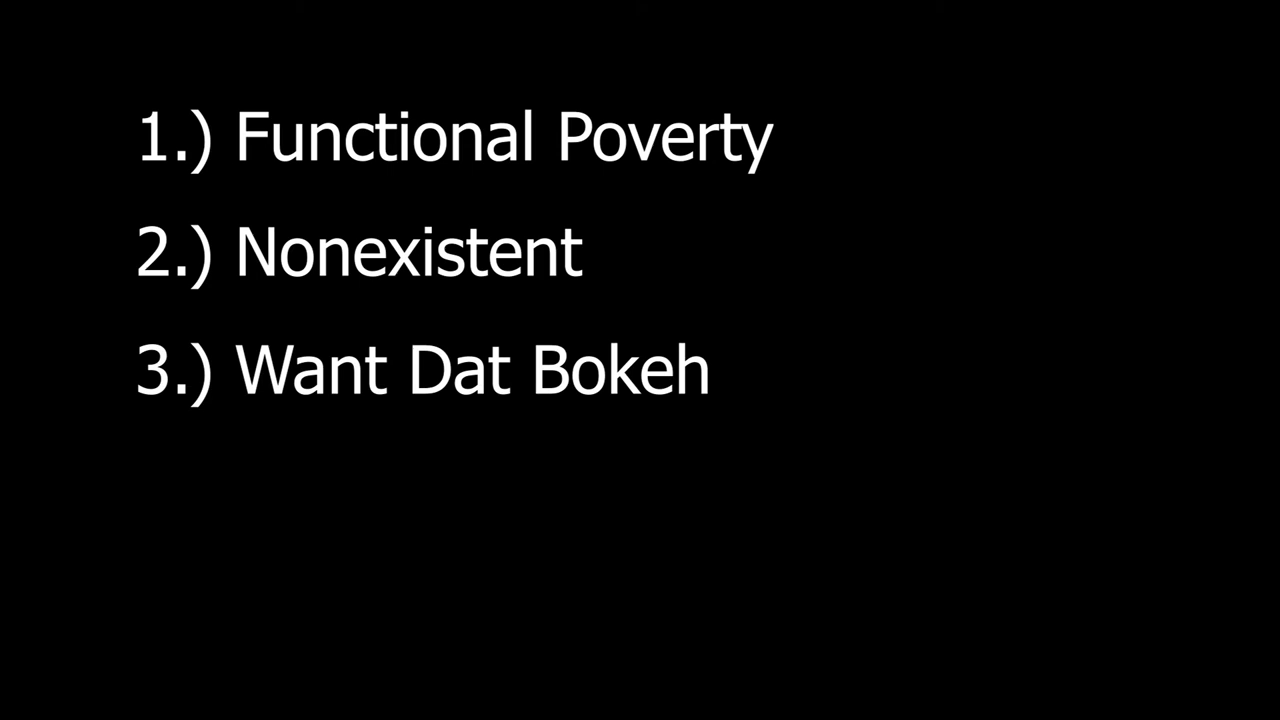 1.) Functional Poverty
2.) Nonexistent
3.) Want Dat Bokeh